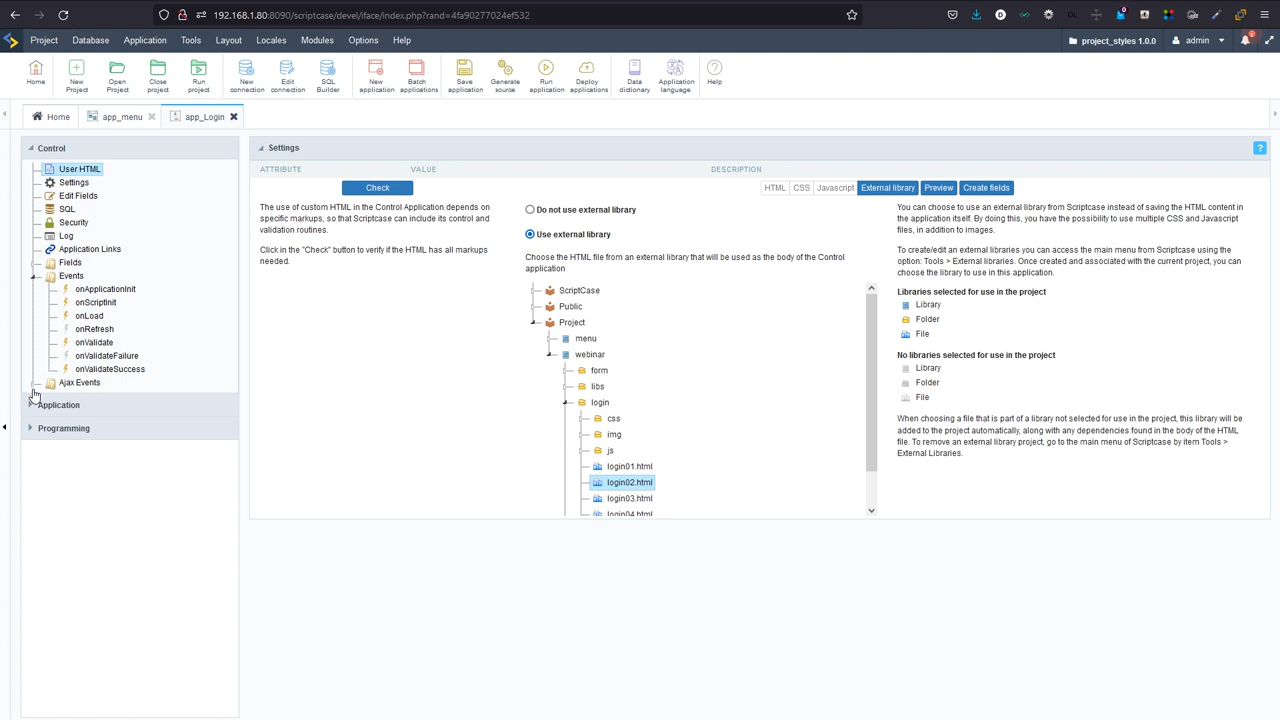 192.168.1.80:8090/scriptcase/devel/iface/index.php?rand=4fa90277024ef532
Project Database Application Tools Layout Locales Modules Options Help
project_styles 1.0.0 admin
Home
New Project
Open Project
Close project
Run project
New connection
Edit connection
SQL Builder
New application
Batch applications
Save application
Generate source
Run application
Deploy applications
Data dictionary
Application language
Help
Home app_menu app_Login
Control
User HTML
Settings
Edit Fields
SQL
Security
Log
Application Links
Fields
Events
onApplicationInit
onScriptInit
onLoad
onRefresh
onValidate
onValidateFailure
onValidateSuccess
Ajax Events
Application
Programming
Settings
?
ATTRIBUTE VALUE DESCRIPTION
Check
HTML CSS Javascript External library Preview Create fields
The use of custom HTML in the Control Application depends on
specific markups, so that Scriptcase can include its control and
validation routines.
Click in the "Check" button to verify if the HTML has all markups
needed.
Do not use external library
Use external library
Choose the HTML file from an external library that will be used as the body of the Control
application
ScriptCase
Public
Project
menu
webinar
form
libs
login
css
img
js
login01.html
login02.html
login03.html
login04.html
You can choose to use an external library from Scriptcase instead of saving the HTML content in
the application itself. By doing this, you have the possibility to use multiple CSS and Javascript
files, in addition to images.
To create/edit an external libraries you can access the main menu from Scriptcase using the
option: Tools > External libraries. Once created and associated with the current project, you can
choose the library to use in this application.
Libraries selected for use in the project
Library
Folder
File
No libraries selected for use in the project
Library
Folder
File
When choosing a file that is part of a library not selected for use in the project, this library will be
added to the project automatically, along with any dependencies found in the body of the HTML
file. To remove an external library project, go to the main menu of Scriptcase by item Tools >
External Libraries.